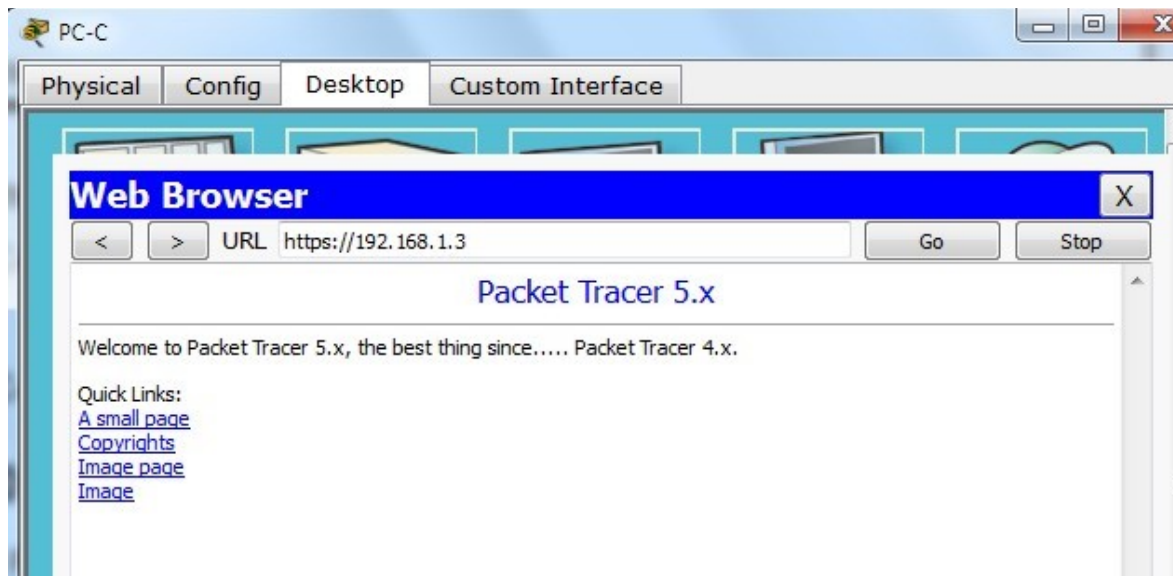 PC-C
X
Physical Config Desktop Custom Interface
Web Browser X
< > URL https://192.168.1.3 Go Stop
Packet Tracer 5.x
Welcome to Packet Tracer 5.x, the best thing since..... Packet Tracer 4.x.
Quick Links:
A small page
Copyrights
Image page
Image